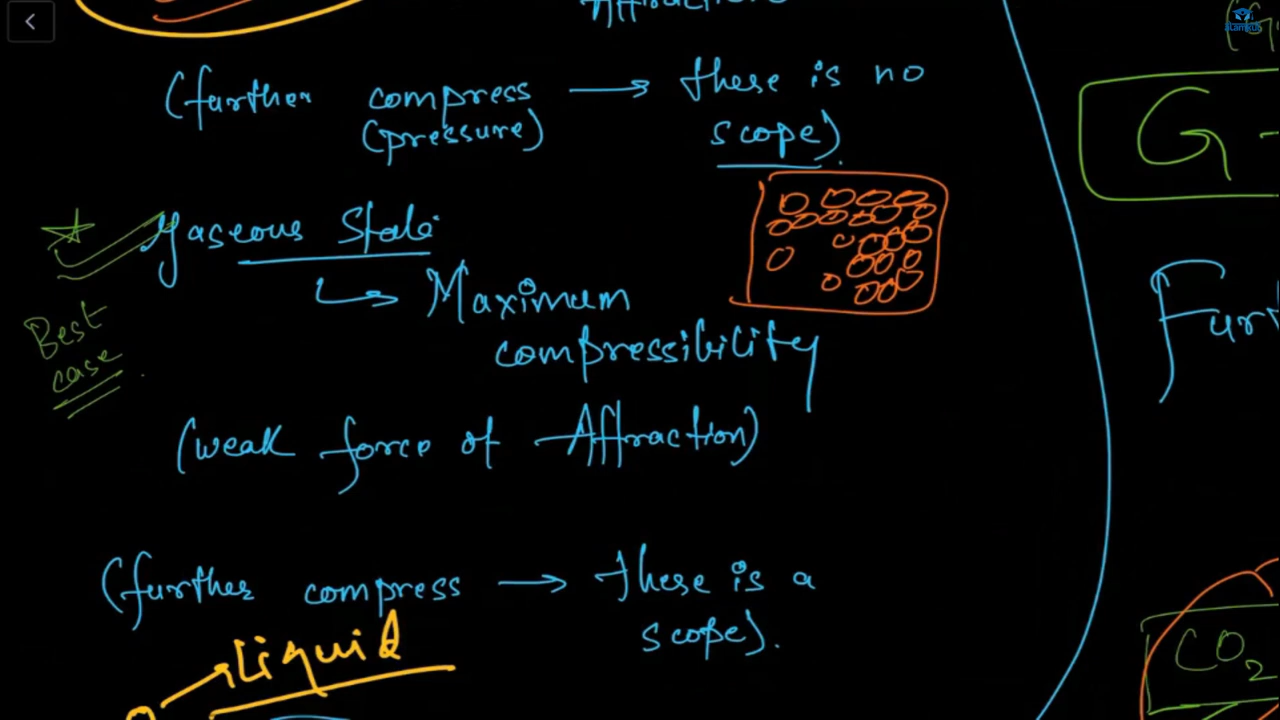 Attraction
(further compress → there is no
(pressure) scope).
Gaseous State
↳ Maximum
compressibility
Best
case
(weak force of Attraction)
(further compress → there is a
scope).
→ Liquid
G -
CO2